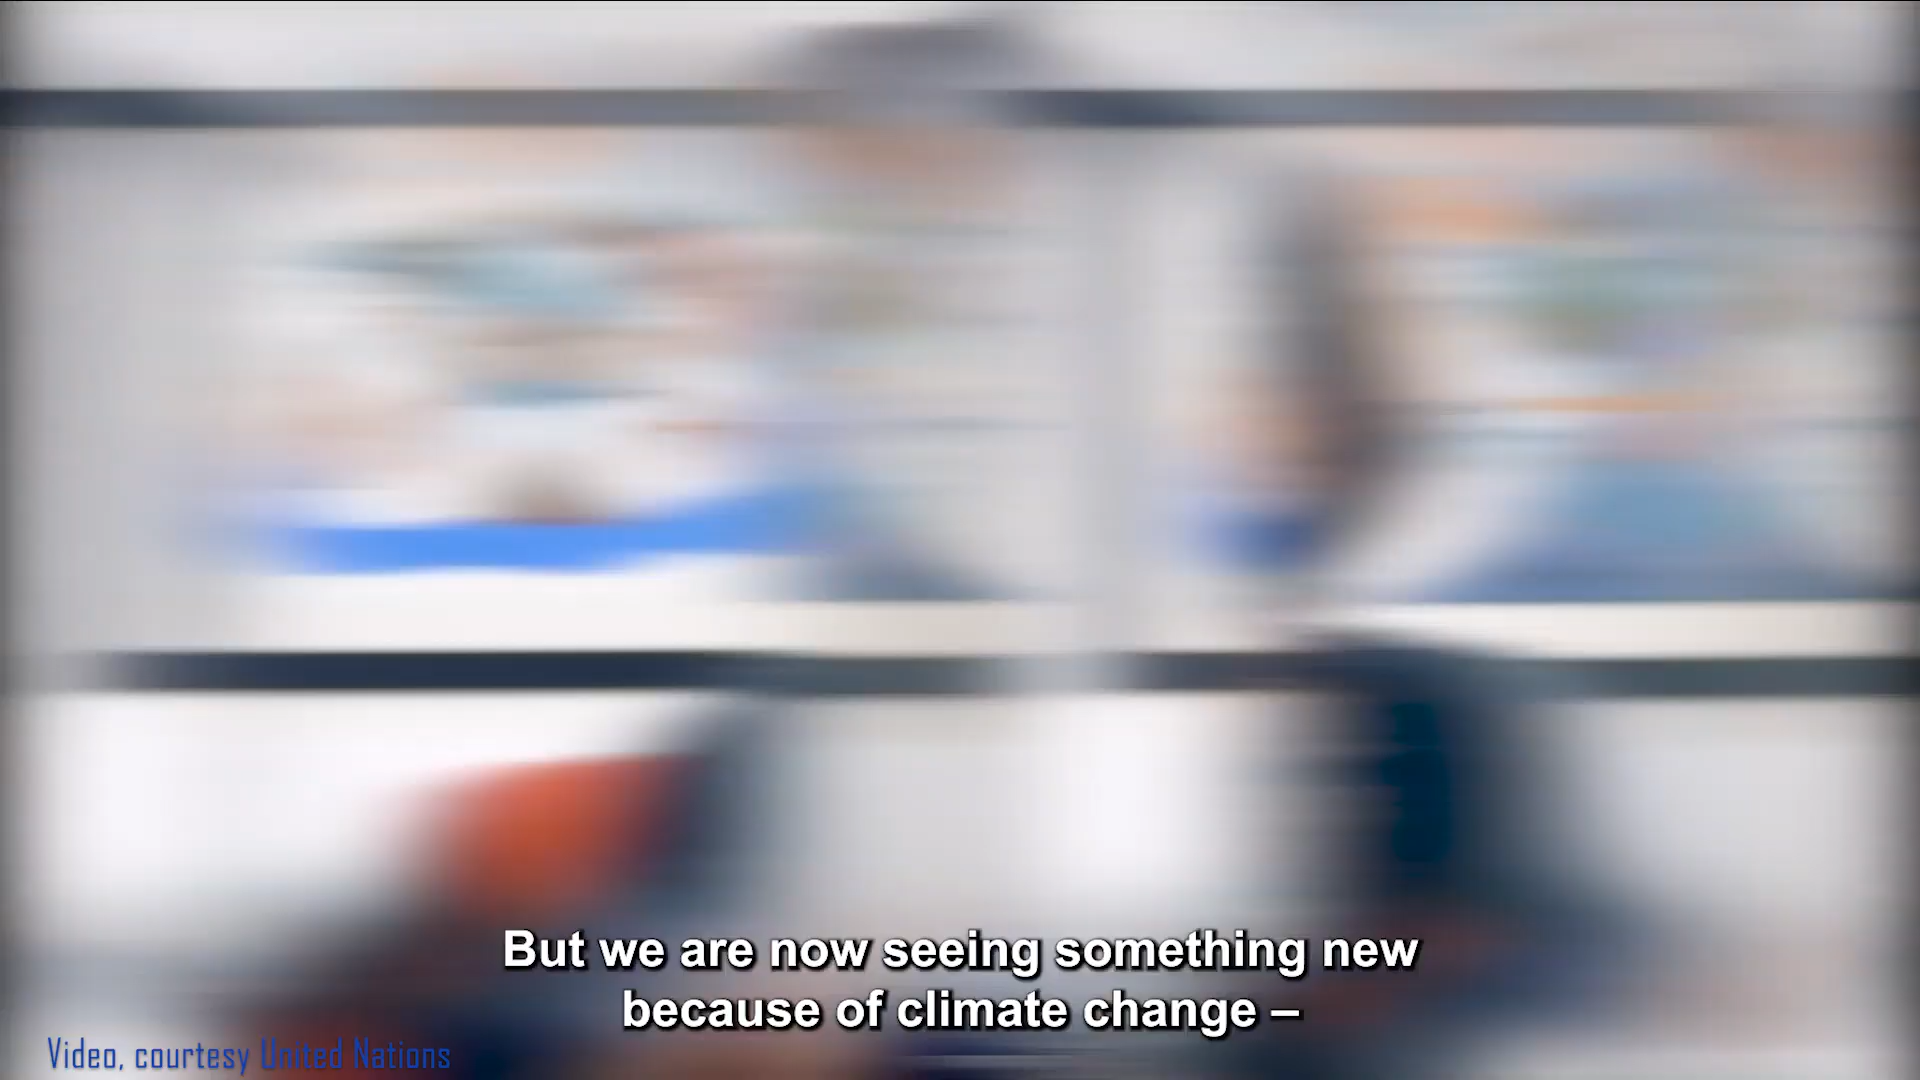 But we are now seeing something new
because of climate change –
Video, courtesy United Nations